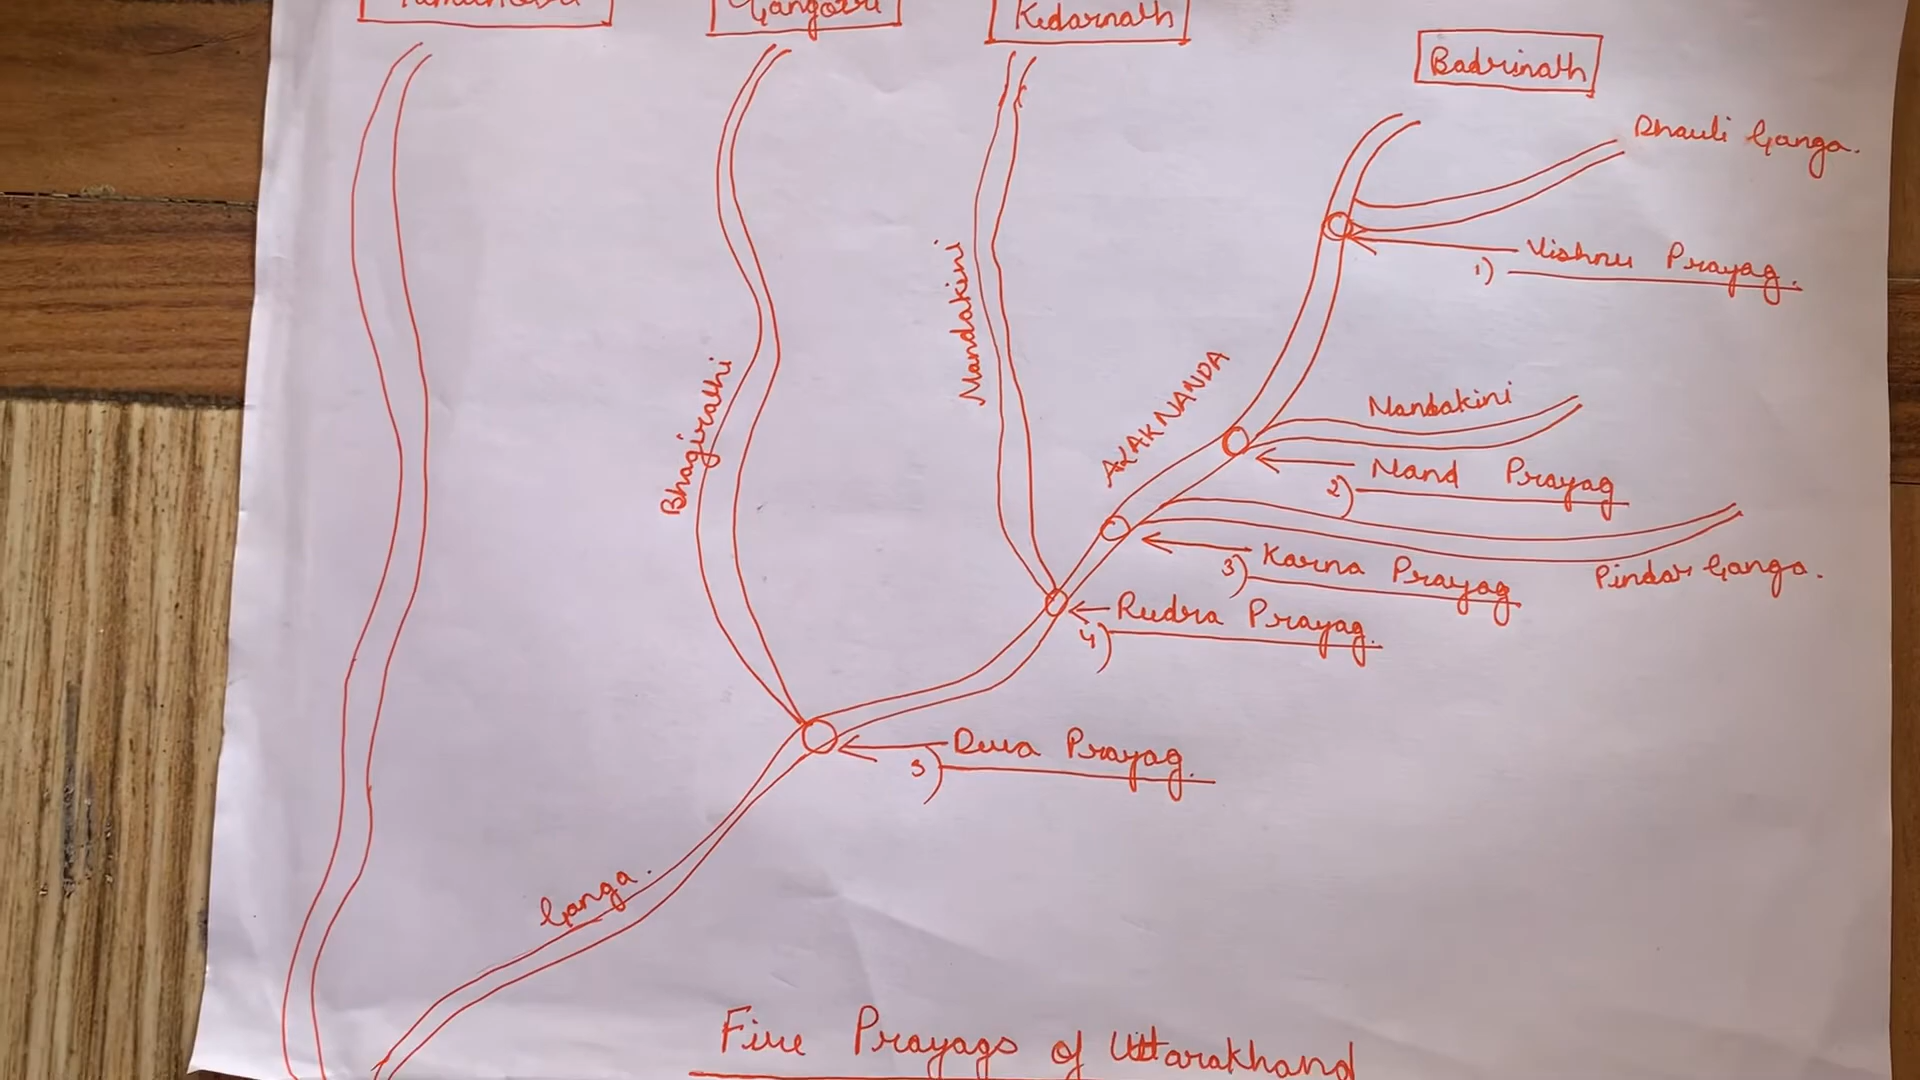 Gangotri
Kedarnath
Badrinath
Dhauli Ganga.
1) Vishnu Prayag.
Mandakini
Bhagirathi
ALAKNANDA
Nandakini
2) Nand Prayag
3) Karna Prayag
Pindar Ganga.
4) Rudra Prayag.
5) Deva Prayag.
Ganga.
Five Prayags of Uttarakhand